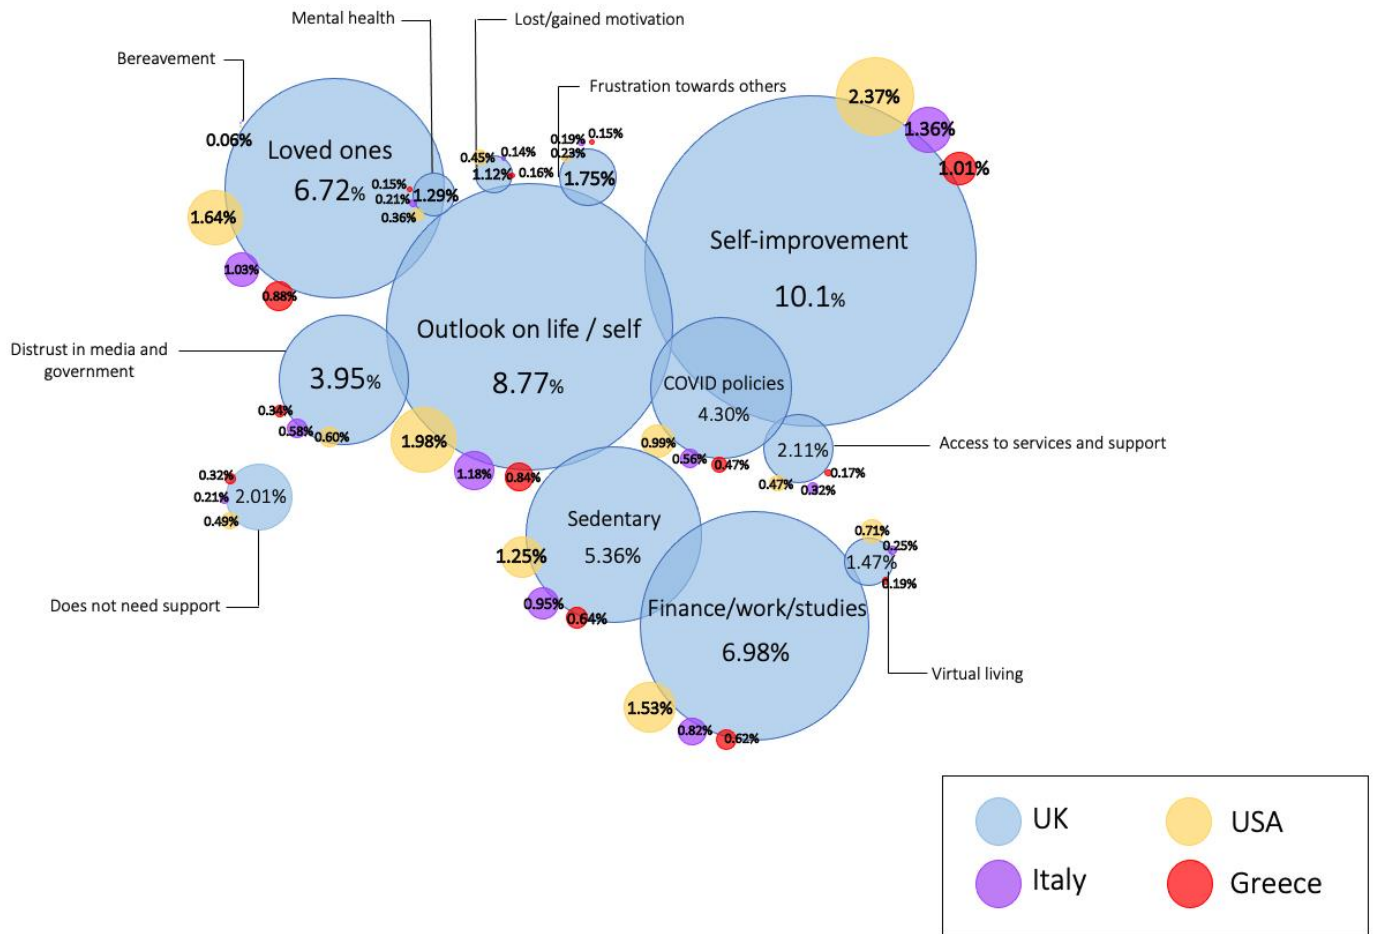 Mental health
Lost/gained motivation
Bereavement
Frustration towards others
0.06%
Loved ones
6.72%
0.15%
0.21%
1.29%
0.36%
1.64%
1.03%
0.88%
0.45%
0.14%
1.12%
0.16%
0.19%
0.15%
0.23%
1.75%
2.37%
1.36%
1.01%
Self-improvement
10.1%
Outlook on life / self
8.77%
1.98%
1.18%
0.84%
Distrust in media and
government
3.95%
0.34%
0.58%
0.60%
COVID policies
4.30%
0.99%
0.56%
0.47%
Access to services and support
2.11%
0.17%
0.47%
0.32%
0.32%
0.21%
2.01%
0.49%
Does not need support
Sedentary
5.36%
1.25%
0.95%
0.64%
0.71%
0.25%
1.47%
0.19%
Virtual living
Finance/work/studies
6.98%
1.53%
0.82%
0.62%
UK
USA
Italy
Greece